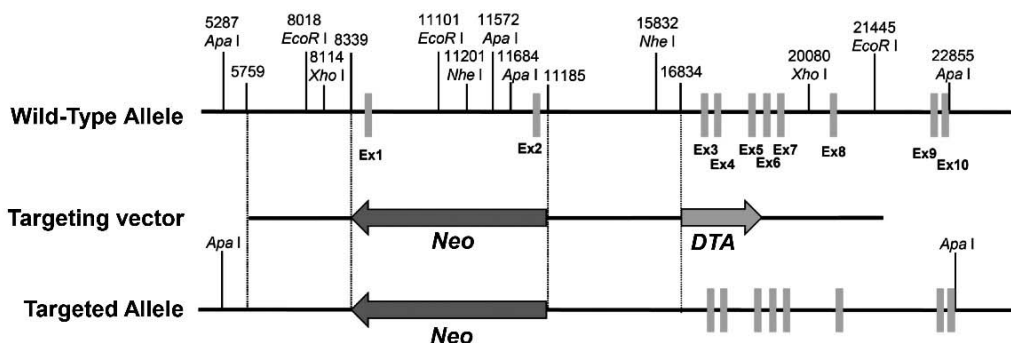 5287
Apa I
5759
8018
EcoR I
8114
Xho I
8339
11101
EcoR I
11201
Nhe I
11572
Apa I
11684
Apa I
11185
15832
Nhe I
16834
20080
Xho I
21445
EcoR I
22855
Apa I
Wild-Type Allele
Ex1
Ex2
Ex3
Ex4
Ex5
Ex6
Ex7
Ex8
Ex9
Ex10
Targeting vector
Neo
DTA
Apa I
Apa I
Targeted Allele
Neo